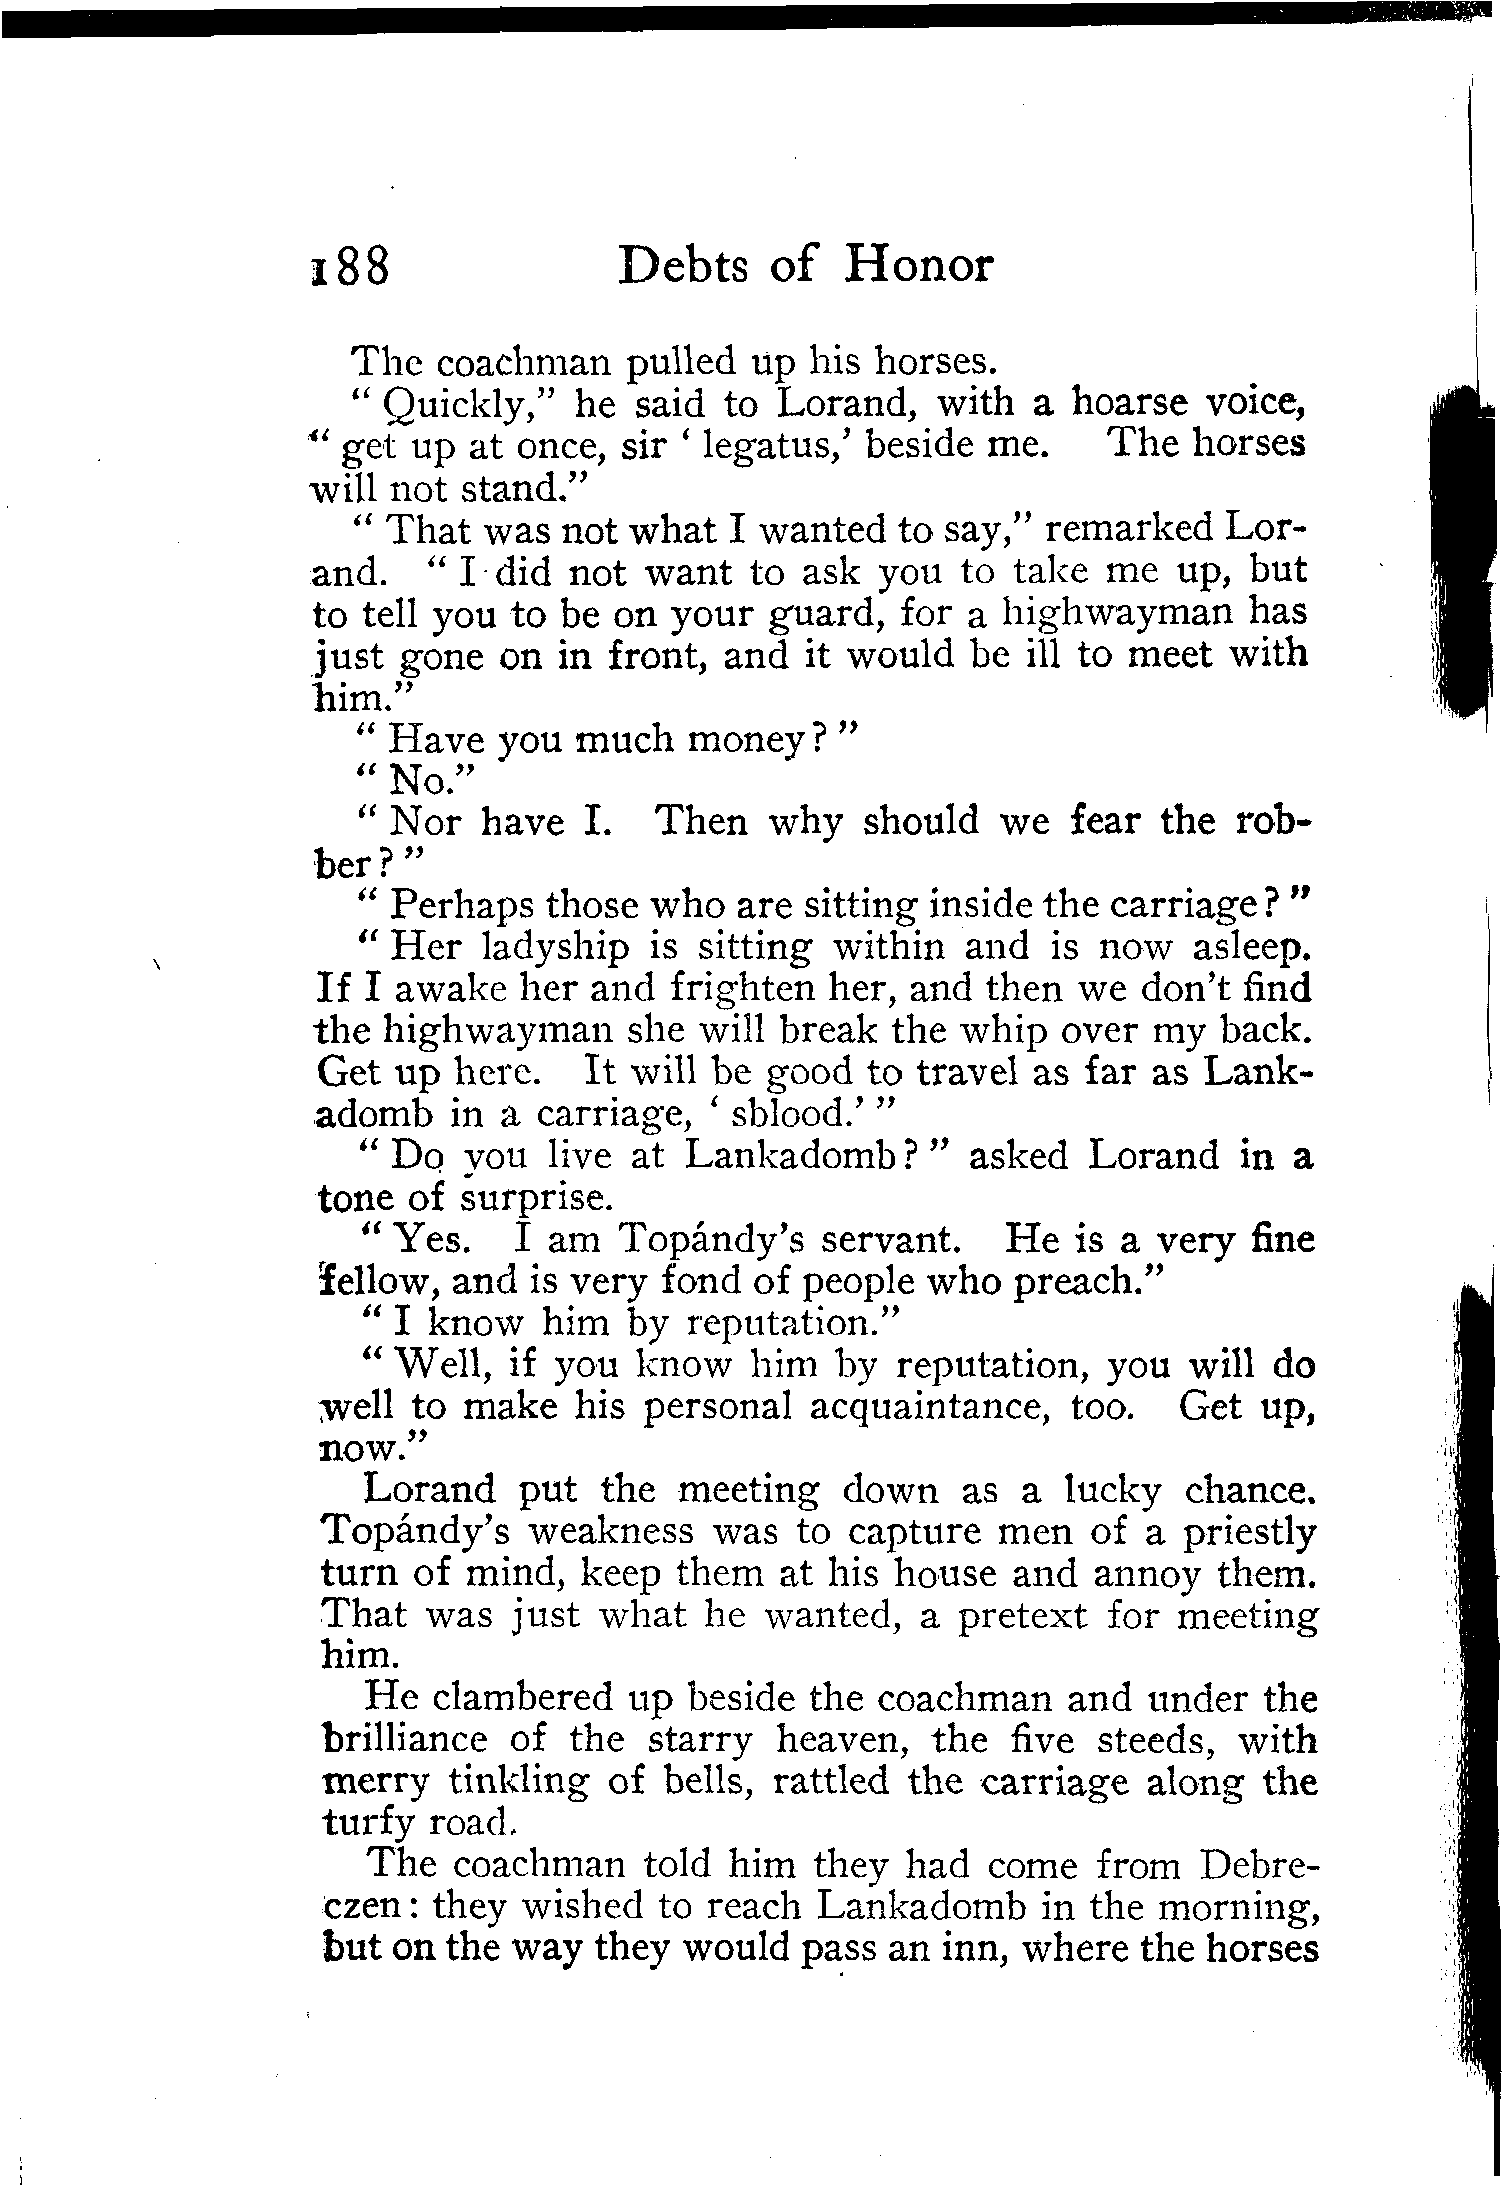 188 Debts of Honor
The coachman pulled up his horses.
" Quickly," he said to Lorand, with a hoarse voice,
" get up at once, sir ' legatus,' beside me. The horses
will not stand."
" That was not what I wanted to say," remarked Lor-
and. " I did not want to ask you to take me up, but
to tell you to be on your guard, for a highwayman has
just gone on in front, and it would be ill to meet with
him."
" Have you much money? "
" No."
" Nor have I. Then why should we fear the rob-
ber? "
" Perhaps those who are sitting inside the carriage? "
" Her ladyship is sitting within and is now asleep.
If I awake her and frighten her, and then we don't find
the highwayman she will break the whip over my back.
Get up here. It will be good to travel as far as Lank-
adomb in a carriage, ' sblood.' "
" Do you live at Lankadomb? " asked Lorand in a
tone of surprise.
" Yes. I am Topándy's servant. He is a very fine
fellow, and is very fond of people who preach."
" I know him by reputation."
" Well, if you know him by reputation, you will do
well to make his personal acquaintance, too. Get up,
now."
Lorand put the meeting down as a lucky chance.
Topándy's weakness was to capture men of a priestly
turn of mind, keep them at his house and annoy them.
That was just what he wanted, a pretext for meeting
him.
He clambered up beside the coachman and under the
brilliance of the starry heaven, the five steeds, with
merry tinkling of bells, rattled the carriage along the
turfy road.
The coachman told him they had come from Debre-
czen: they wished to reach Lankadomb in the morning,
but on the way they would pass an inn, where the horses